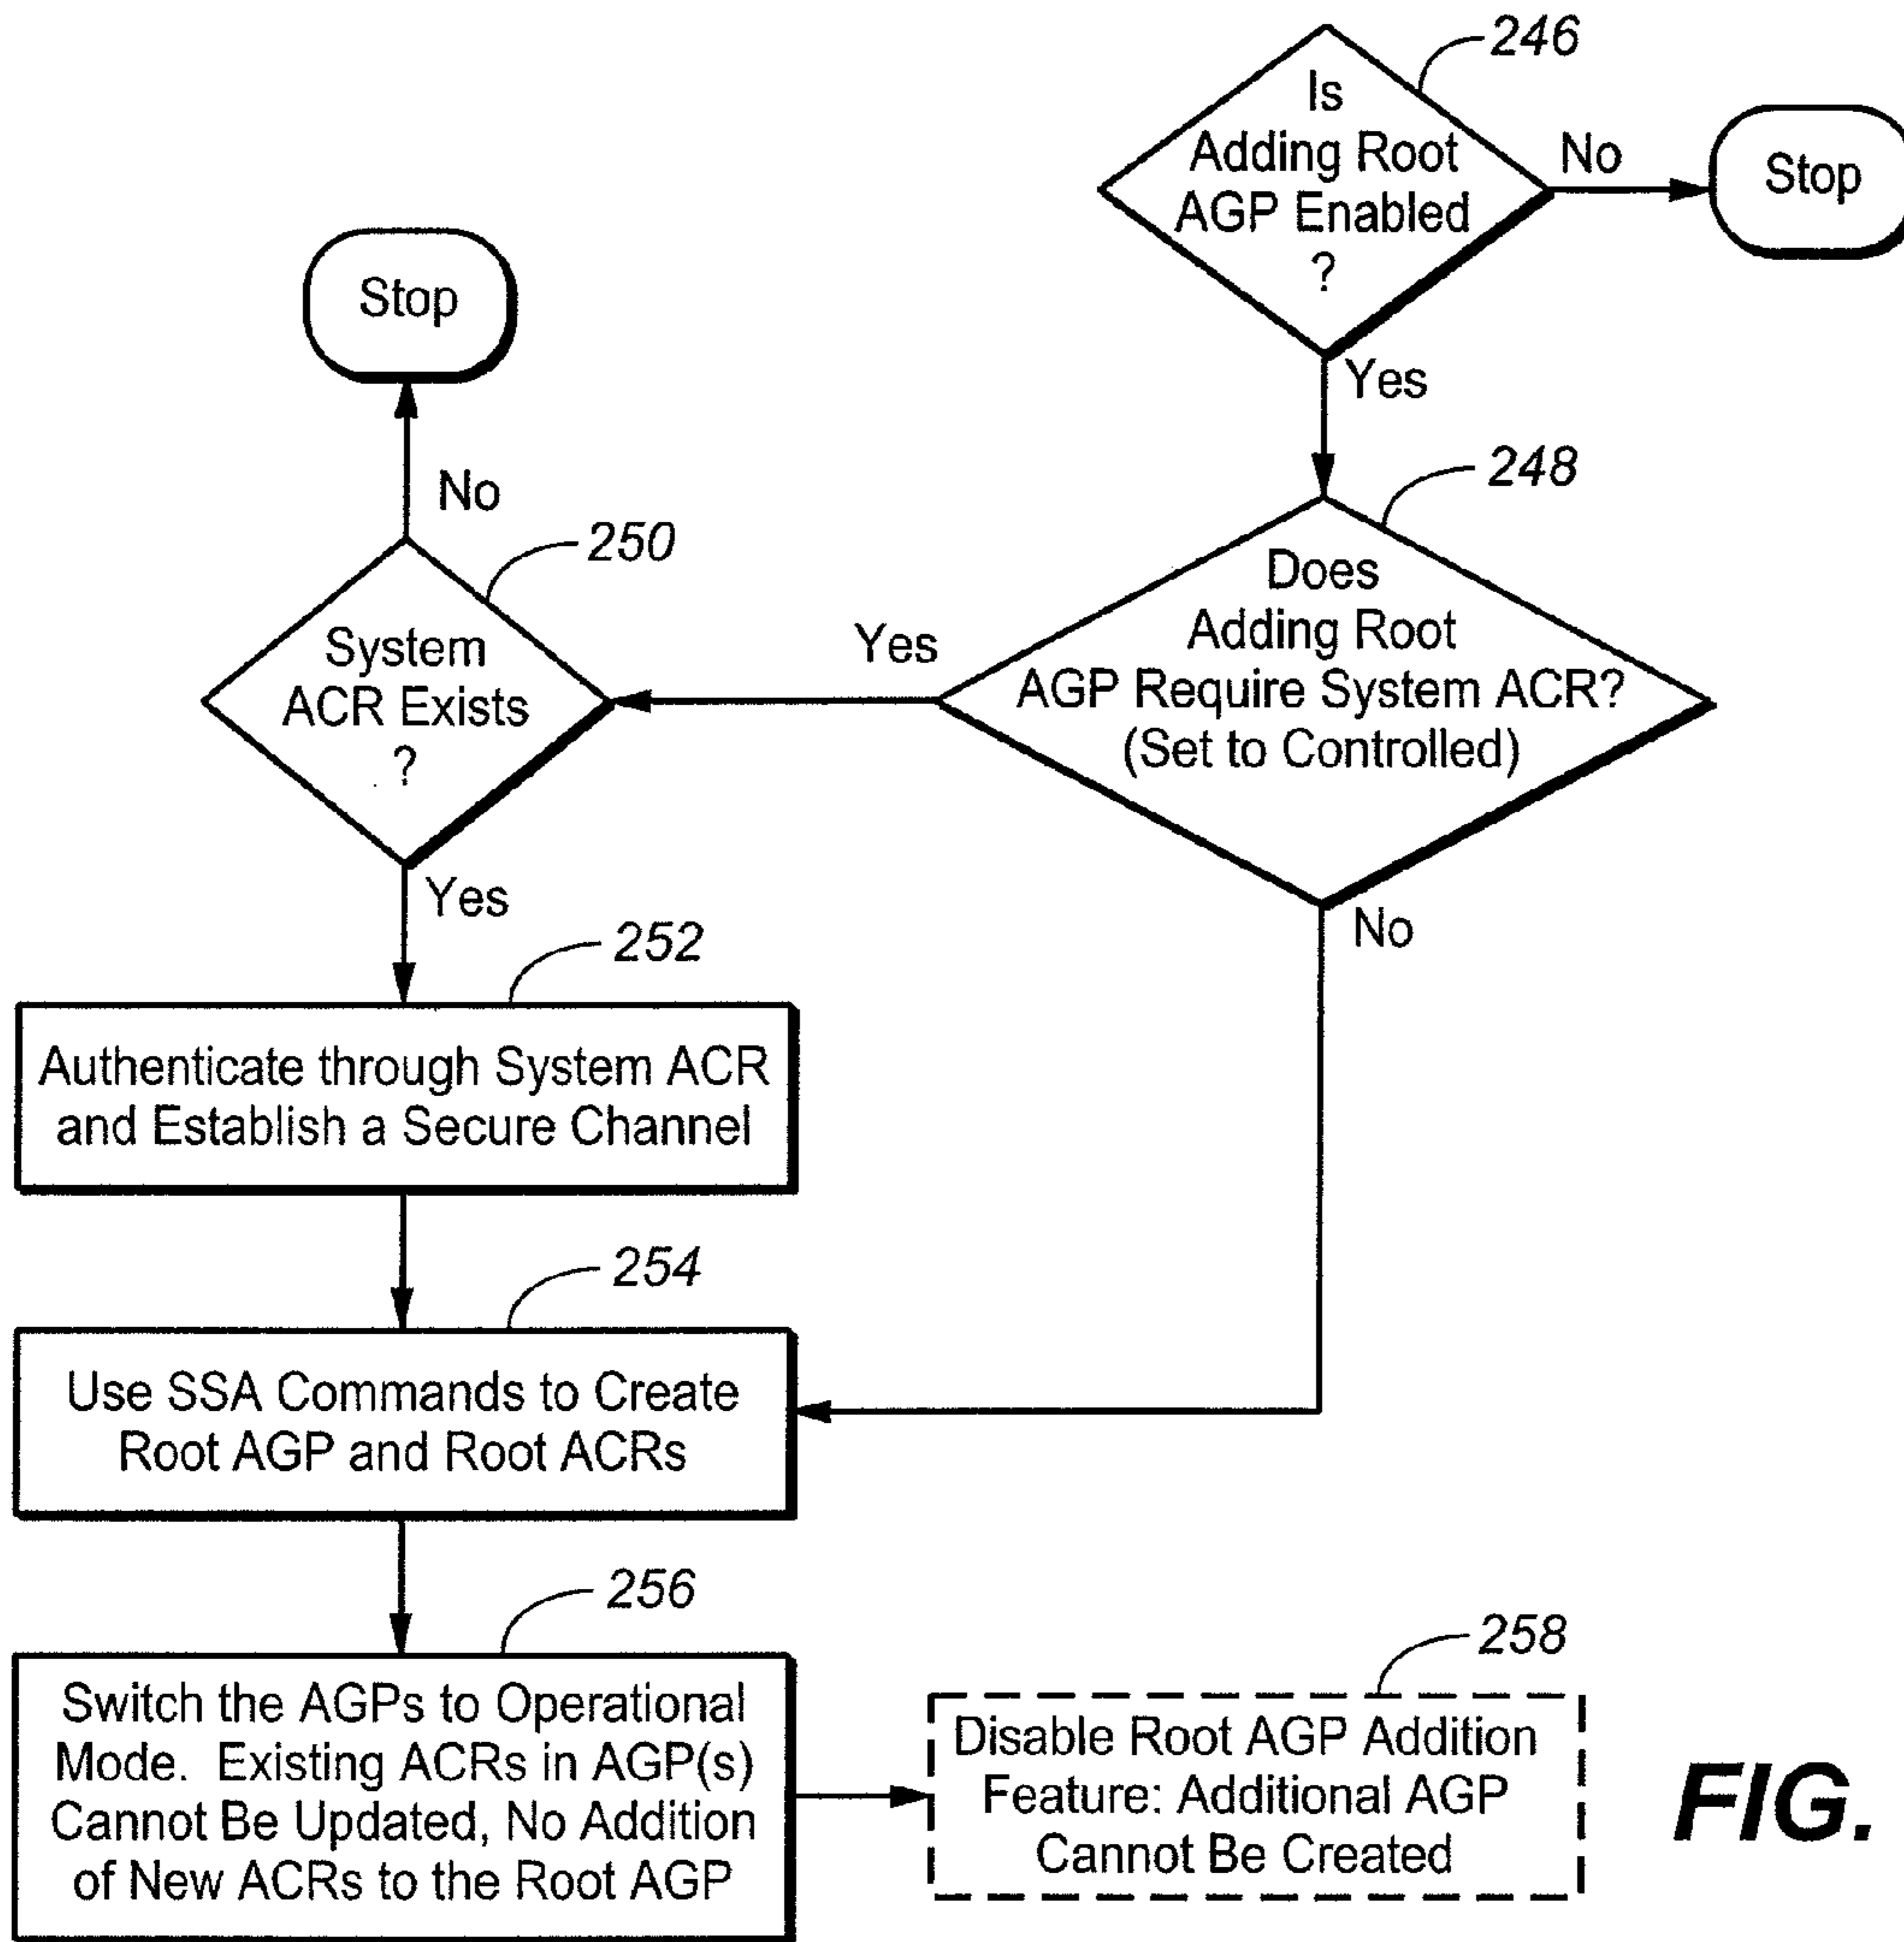 246
Is
Adding Root
AGP Enabled
?
No
Stop
Yes
248
Does
Adding Root
AGP Require System ACR?
(Set to Controlled)
Yes
No
Stop
No
250
System
ACR Exists
?
Yes
252
Authenticate through System ACR
and Establish a Secure Channel
254
Use SSA Commands to Create
Root AGP and Root ACRs
256
Switch the AGPs to Operational
Mode. Existing ACRs in AGP(s)
Cannot Be Updated, No Addition
of New ACRs to the Root AGP
258
Disable Root AGP Addition
Feature: Additional AGP
Cannot Be Created
FIG.